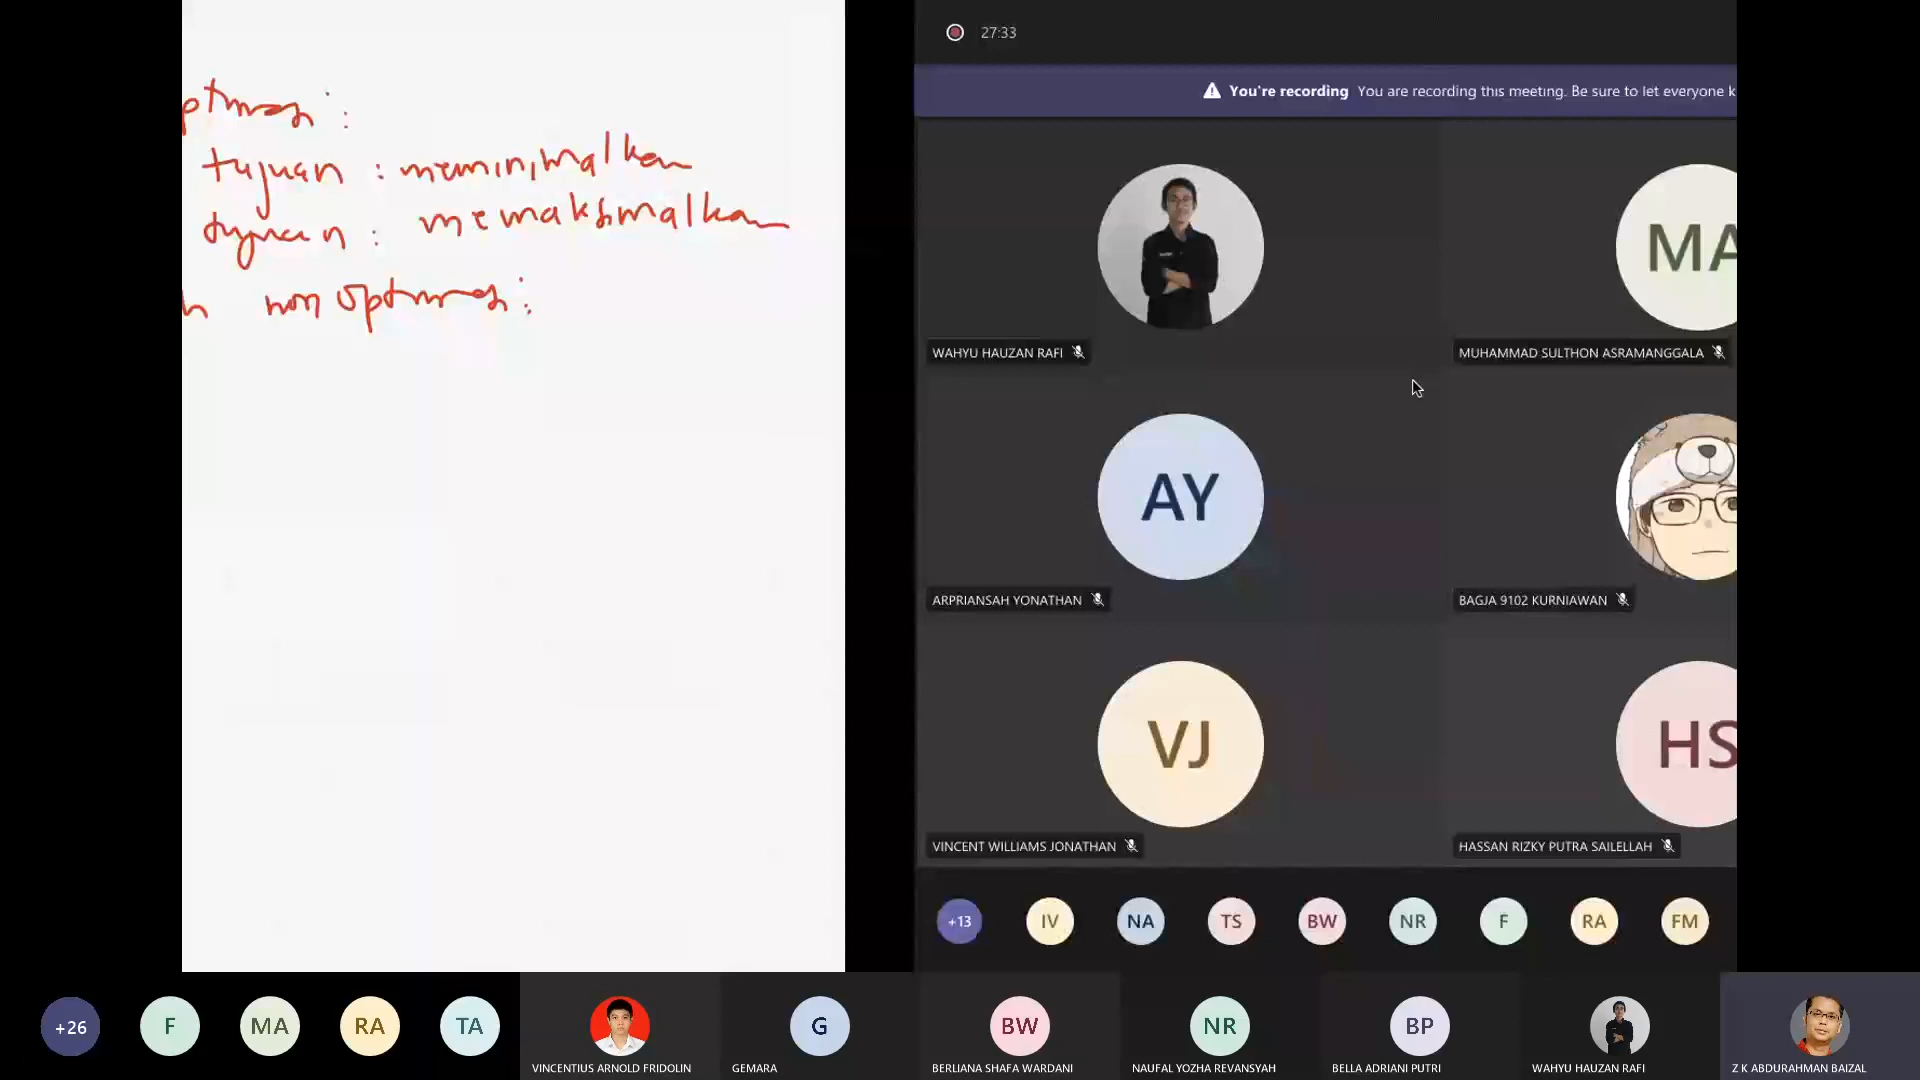 ptimasi :
tujuan : meminimalkan
tujuan : memaksimalkan
h non optimasi :
27:33
You're recording You are recording this meeting. Be sure to let everyone k
MA
WAHYU HAUZAN RAFI
MUHAMMAD SULTHON ASRAMANGGALA
AY
ARPRIANSAH YONATHAN
BAGJA 9102 KURNIAWAN
VJ
HS
VINCENT WILLIAMS JONATHAN
HASSAN RIZKY PUTRA SAILELLAH
+13 IV NA TS BW NR F RA FM
+26 F MA RA TA G BW NR BP
VINCENTIUS ARNOLD FRIDOLIN GEMARA BERLIANA SHAFA WARDANI NAUFAL YOZHA REVANSYAH BELLA ADRIANI PUTRI WAHYU HAUZAN RAFI Z K ABDURAHMAN BAIZAL